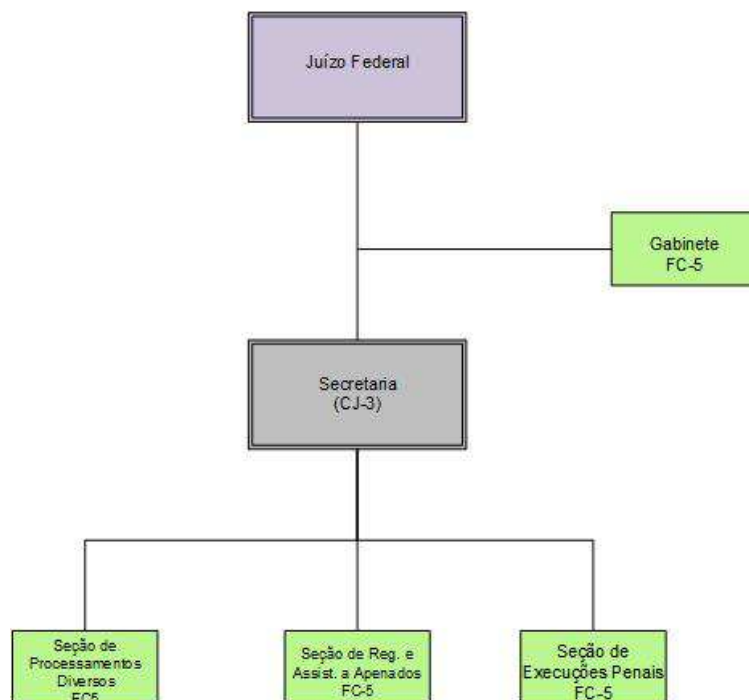 Juízo Federal
Gabinete
FC-5
Secretaria
(CJ-3)
Seção de
Processamentos
Diversos
FC5
Seção de Reg. e
Assist. a Apenados
FC-5
Seção de
Execuções Penais
FC-5